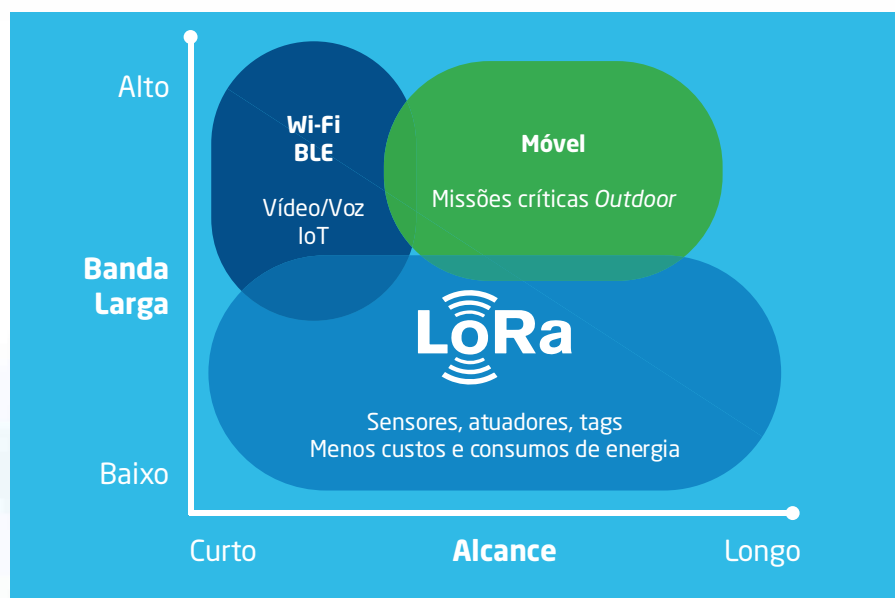 Alto
Wi-Fi
BLE
Vídeo/Voz
IoT
Móvel
Missões críticas Outdoor
Banda
Larga
LoRa
Sensores, atuadores, tags
Menos custos e consumos de energia
Baixo
Curto
Alcance
Longo